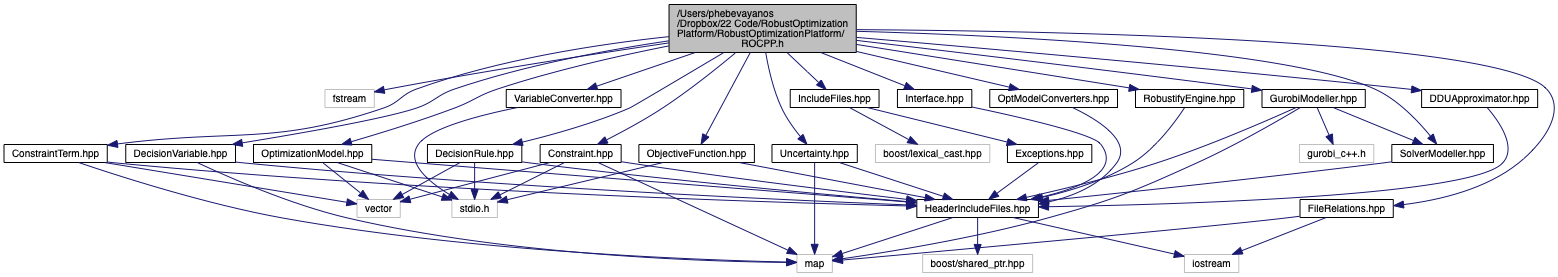 /Users/phebevayanos
/Dropbox/22 Code/RobustOptimization
Platform/RobustOptimizationPlatform/
ROCPP.h
fstream
VariableConverter.hpp
IncludeFiles.hpp
Interface.hpp
OptModelConverters.hpp
RobustifyEngine.hpp
GurobiModeller.hpp
DDUApproximator.hpp
ConstraintTerm.hpp
DecisionVariable.hpp
OptimizationModel.hpp
DecisionRule.hpp
Constraint.hpp
ObjectiveFunction.hpp
Uncertainty.hpp
boost/lexical_cast.hpp
Exceptions.hpp
gurobi_c++.h
SolverModeller.hpp
vector
stdio.h
HeaderIncludeFiles.hpp
FileRelations.hpp
map
boost/shared_ptr.hpp
iostream